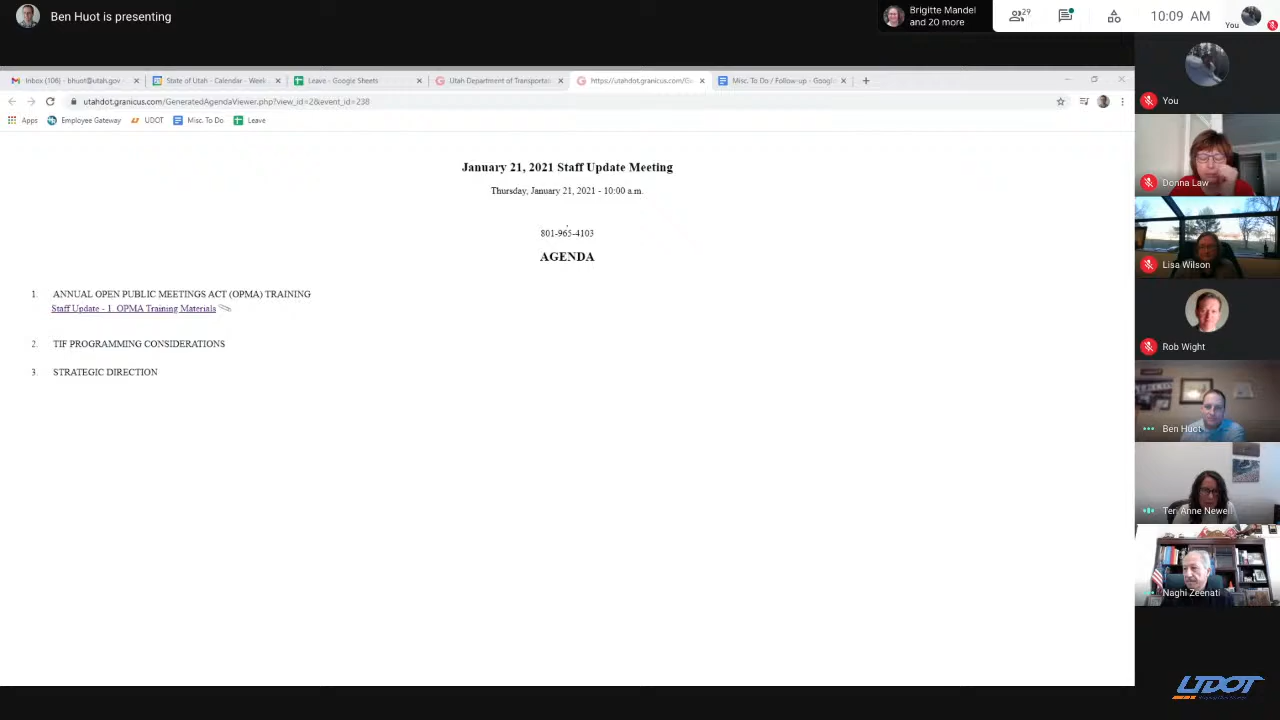 Ben Huot is presenting
Brigitte Mandel
and 20 more
29
10:09 AM
You
Inbox (106) - bhuot@utah.gov
State of Utah - Calendar - Week
Leave - Google Sheets
Utah Department of Transportat
https://utahdot.granicus.com/Ge
Misc. To Do / Follow-up - Googl
utahdot.granicus.com/GeneratedAgendaViewer.php?view_id=2&event_id=238
Apps
Employee Gateway
UDOT
Misc. To Do
Leave
January 21, 2021 Staff Update Meeting
Thursday, January 21, 2021 - 10:00 a.m.
801-965-4103
AGENDA
1. ANNUAL OPEN PUBLIC MEETINGS ACT (OPMA) TRAINING
Staff Update - 1 OPMA Training Materials
2. TIF PROGRAMMING CONSIDERATIONS
3. STRATEGIC DIRECTION
You
Donna Law
Lisa Wilson
Rob Wight
Ben Huot
Teri Anne Newell
Naghi Zeenati
UDOT